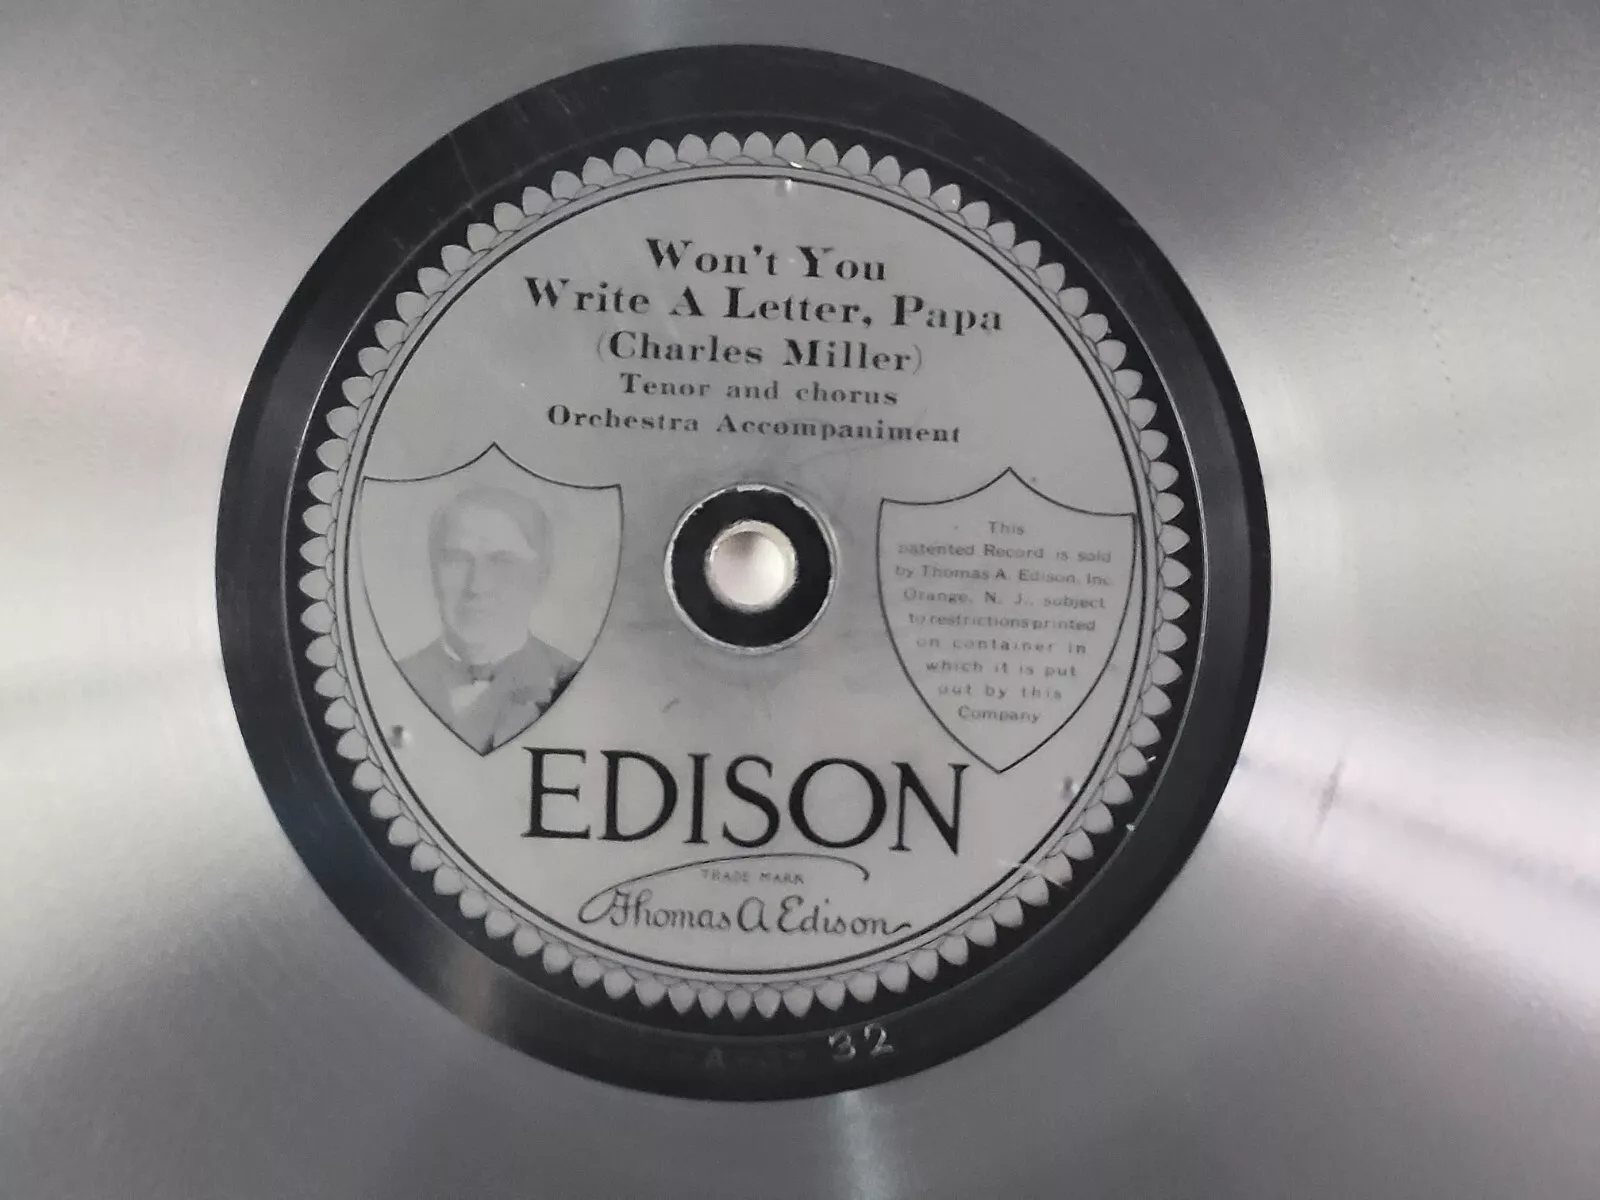 Won't You
Write A Letter, Papa
(Charles Miller)
Tenor and chorus
Orchestra Accompaniment
This
patented Record is sold
by Thomas A. Edison, Inc.
Orange, N. J., subject
to restrictions printed
on container in
which it is put
out by this
Company
EDISON
TRADE MARK
Thomas A Edison
32